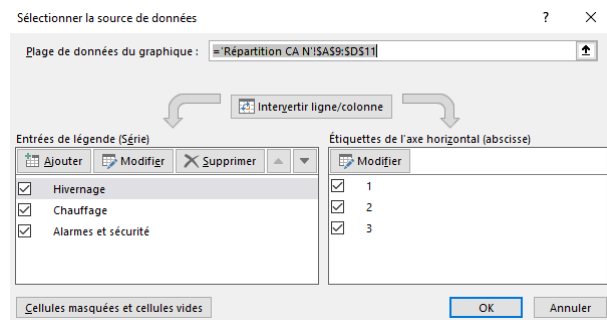 Sélectionner la source de données ? ×
Plage de données du graphique : ='Répartition CA N'!$A$9:$D$11
Intervertir ligne/colonne
Entrées de légende (Série)
Ajouter Modifier Supprimer
Hivernage
Chauffage
Alarmes et sécurité
Étiquettes de l'axe horizontal (abscisse)
Modifier
1
2
3
Cellules masquées et cellules vides
OK Annuler